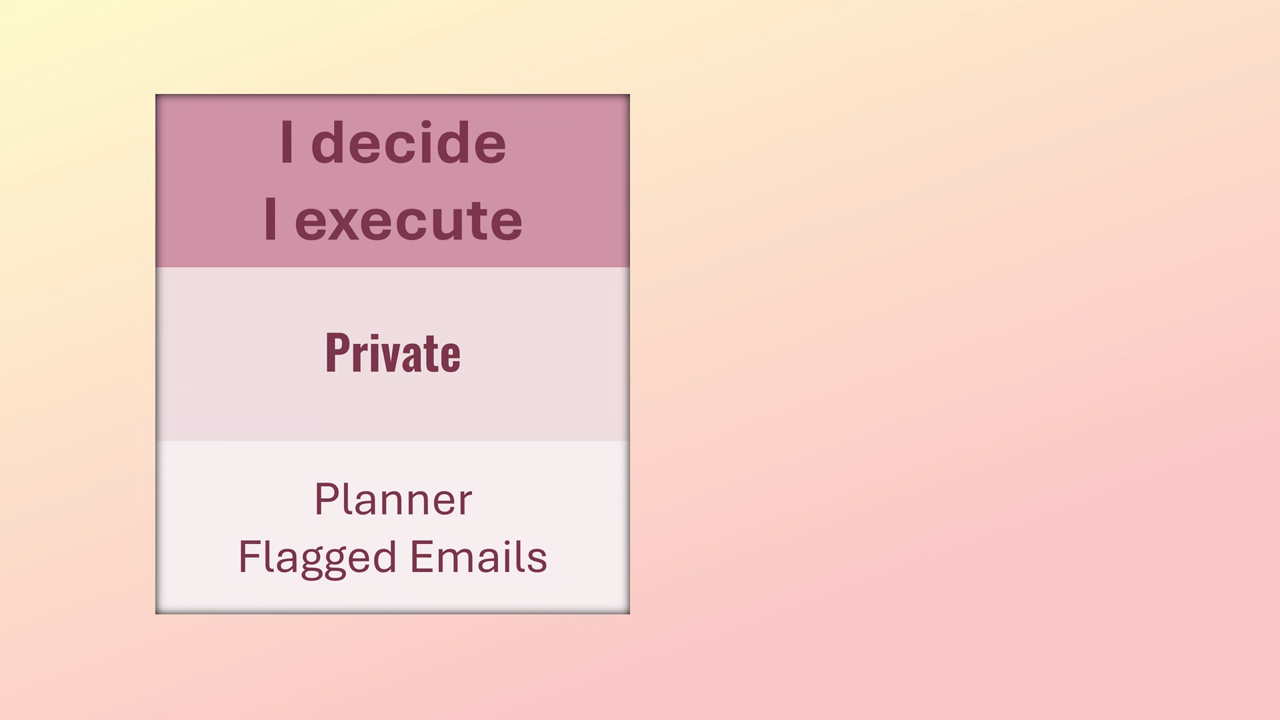 I decide
I execute
Private
Planner
Flagged Emails